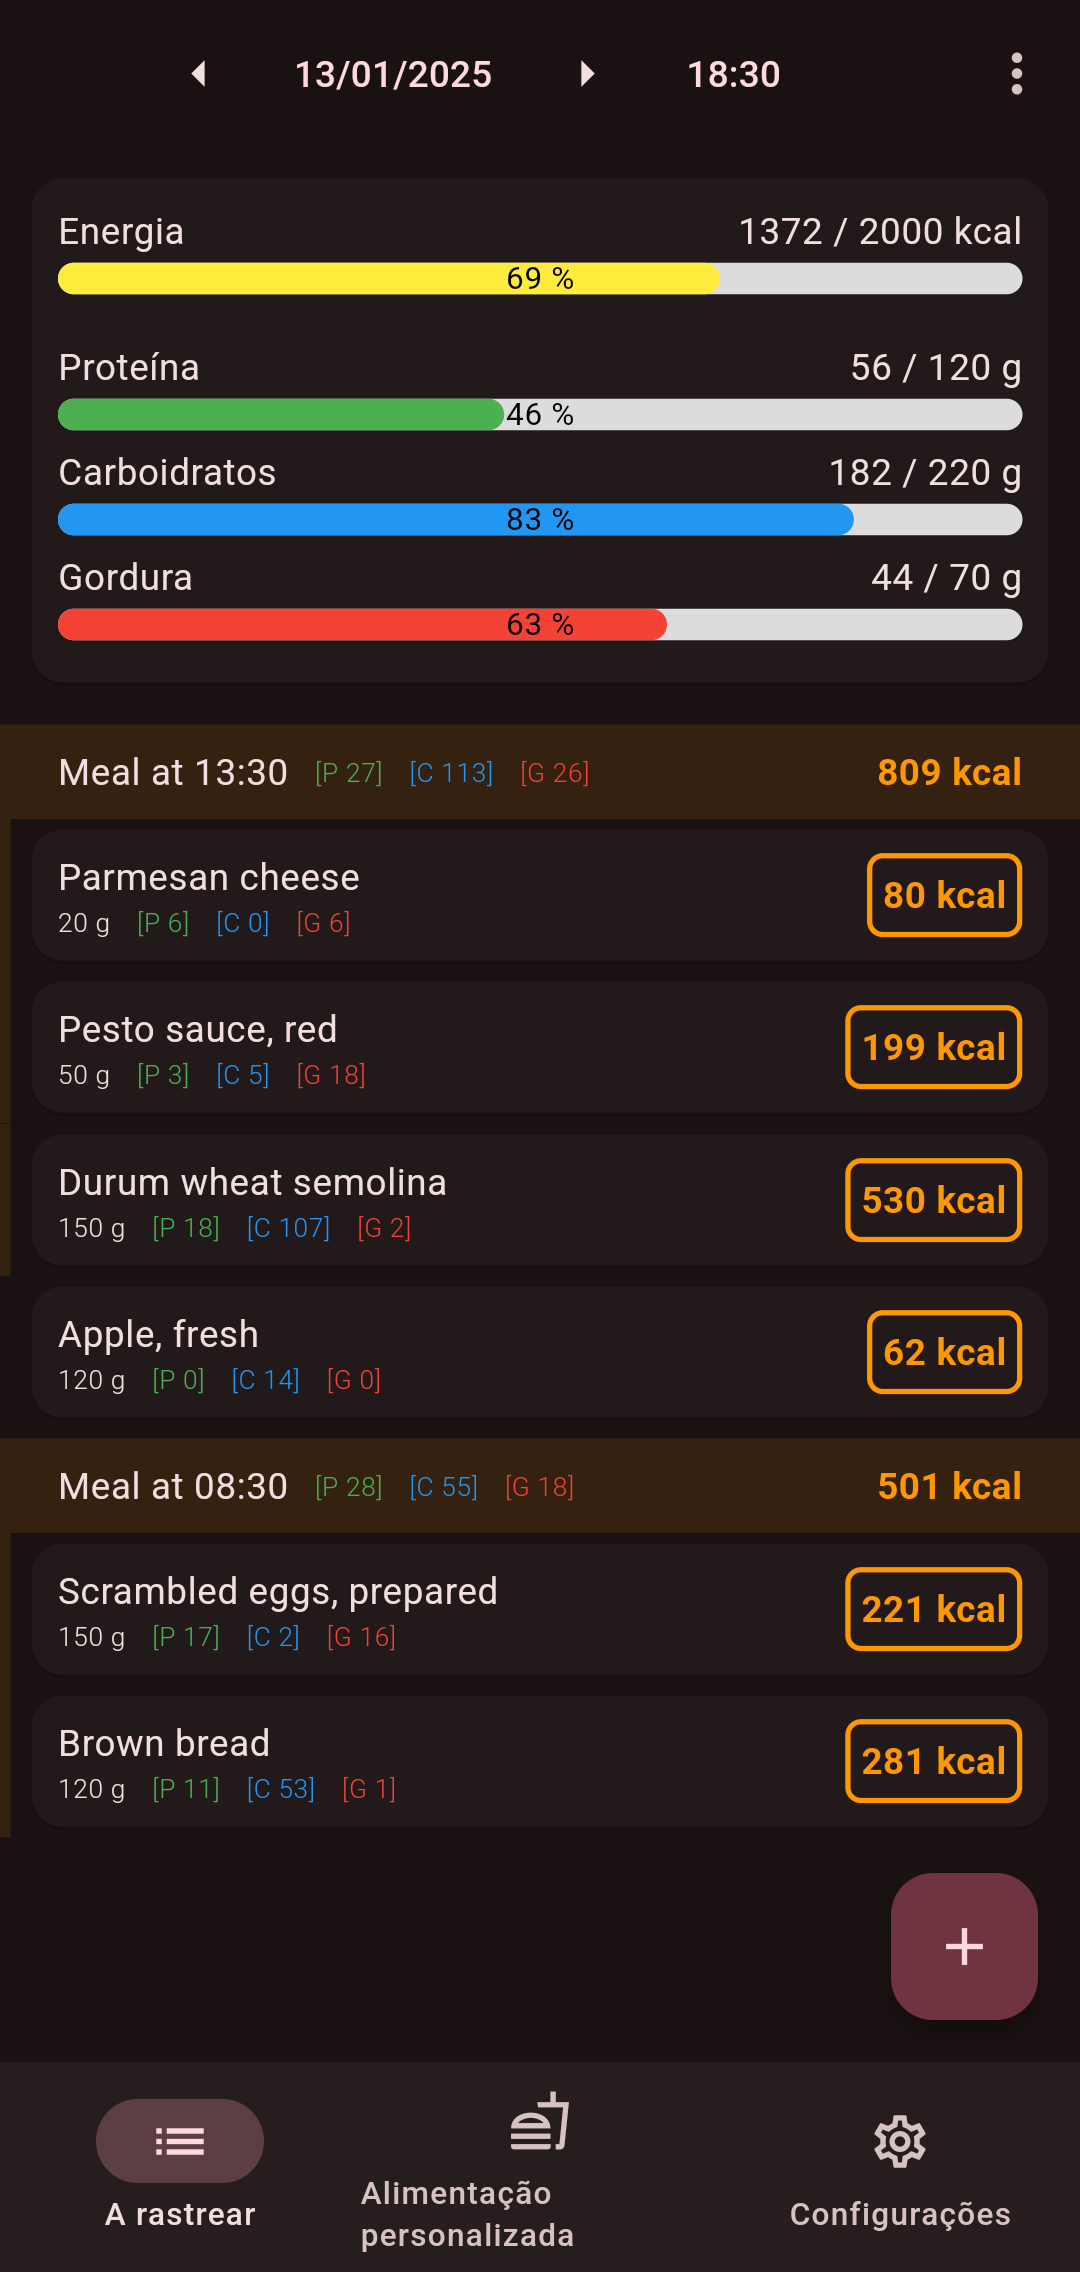 13/01/2025 18:30
Energia 1372 / 2000 kcal
69 %
Proteína 56 / 120 g
46 %
Carboidratos 182 / 220 g
83 %
Gordura 44 / 70 g
63 %
Meal at 13:30 [P 27] [C 113] [G 26] 809 kcal
Parmesan cheese
20 g [P 6] [C 0] [G 6]
80 kcal
Pesto sauce, red
50 g [P 3] [C 5] [G 18]
199 kcal
Durum wheat semolina
150 g [P 18] [C 107] [G 2]
530 kcal
Apple, fresh
120 g [P 0] [C 14] [G 0]
62 kcal
Meal at 08:30 [P 28] [C 55] [G 18] 501 kcal
Scrambled eggs, prepared
150 g [P 17] [C 2] [G 16]
221 kcal
Brown bread
120 g [P 11] [C 53] [G 1]
281 kcal
A rastrear
Alimentação
personalizada
Configurações